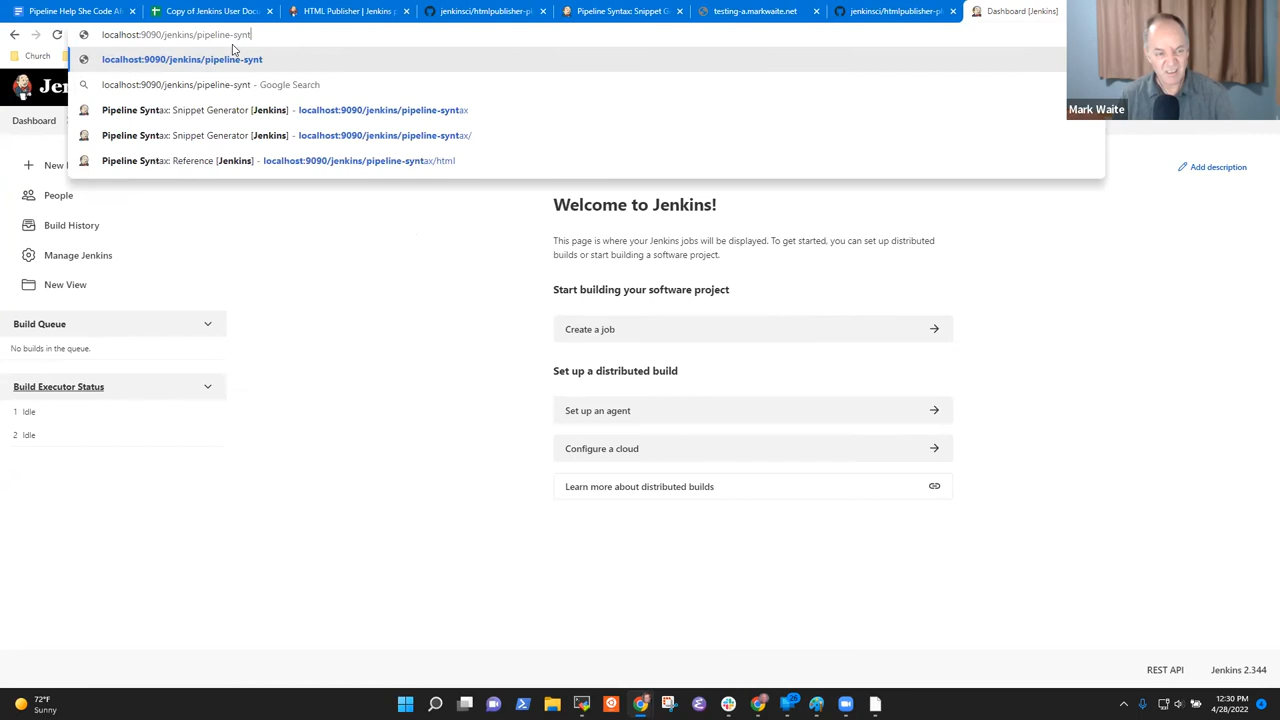 Pipeline Help Show Code Ab
Copy of Jenkins User Docu
HTML Publisher | Jenkins p
jenkinsci/htmlpublisher-pl
Pipeline Syntax: Snippet G
testing-a.markwaite.net
jenkinsci/htmlpublisher-pl
Dashboard [Jenkins]
localhost:9090/jenkins/pipeline-synt
Church
localhost:9090/jenkins/pipeline-synt
localhost:9090/jenkins/pipeline-synt - Google Search
Pipeline Syntax: Snippet Generator [Jenkins] - localhost:9090/jenkins/pipeline-syntax
Pipeline Syntax: Snippet Generator [Jenkins] - localhost:9090/jenkins/pipeline-syntax/
Pipeline Syntax: Reference [Jenkins] - localhost:9090/jenkins/pipeline-syntax/html
Mark Waite
Jen
Dashboard
New
People
Build History
Manage Jenkins
New View
Build Queue
No builds in the queue.
Build Executor Status
1 Idle
2 Idle
Add description
Welcome to Jenkins!
This page is where your Jenkins jobs will be displayed. To get started, you can set up distributed
builds or start building a software project.
Start building your software project
Create a job
Set up a distributed build
Set up an agent
Configure a cloud
Learn more about distributed builds
REST API
Jenkins 2.344
72°F
Sunny
26
12:30 PM
4/28/2022